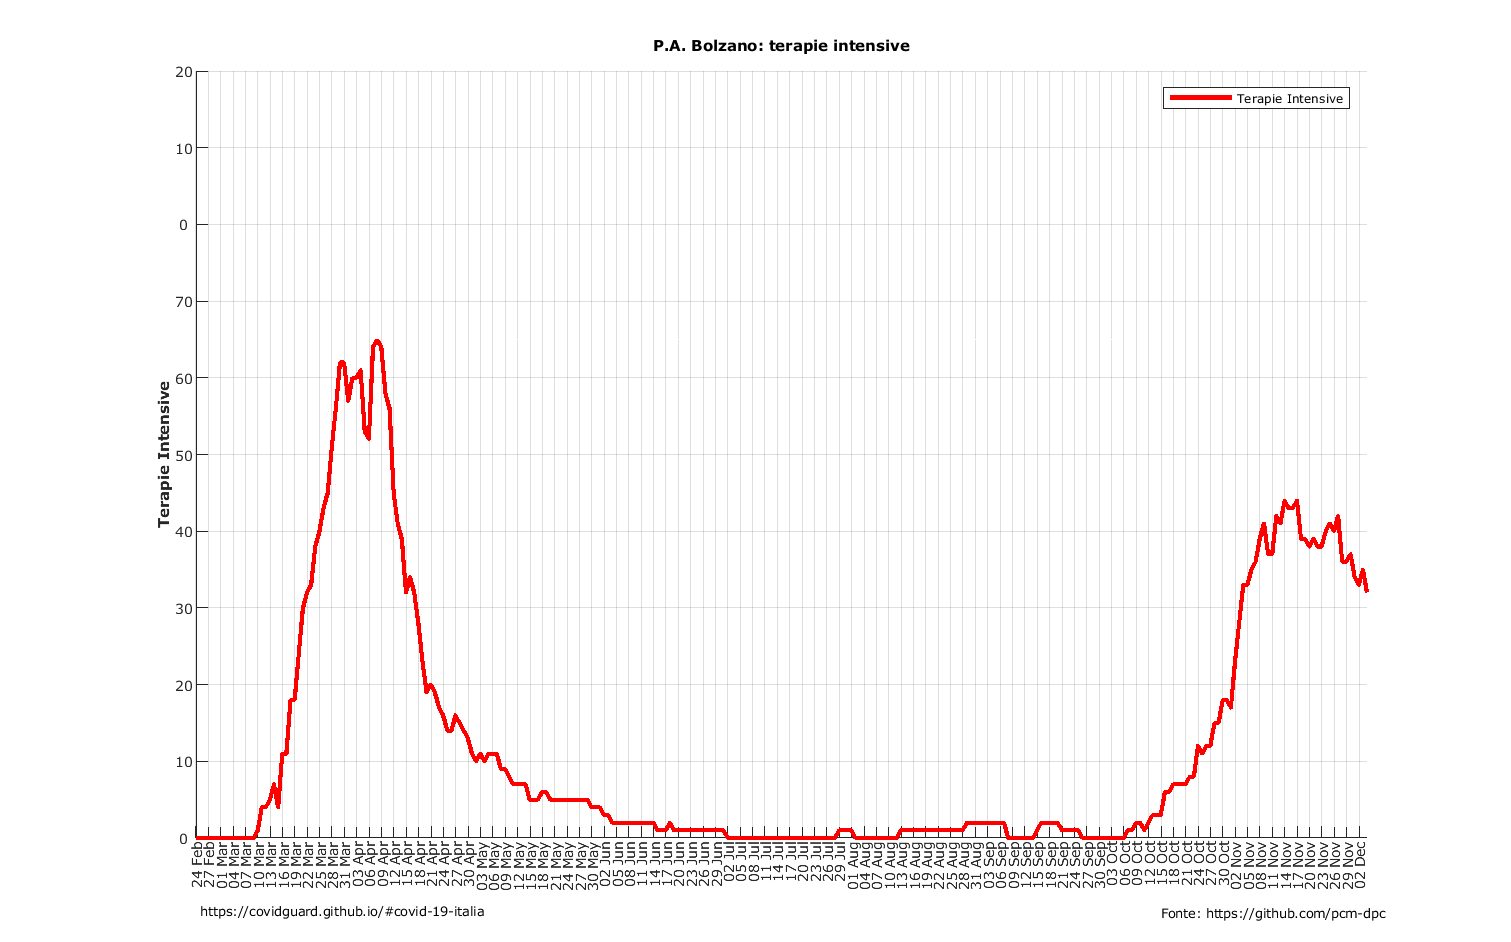 P.A. Bolzano: terapie intensive
Terapie Intensive
Terapie Intensive
20
10
0
70
60
50
40
30
20
10
0
24 Feb
27 Feb
01 Mar
04 Mar
07 Mar
10 Mar
13 Mar
16 Mar
19 Mar
22 Mar
25 Mar
28 Mar
31 Mar
03 Apr
06 Apr
09 Apr
12 Apr
15 Apr
18 Apr
21 Apr
24 Apr
27 Apr
30 Apr
03 May
06 May
09 May
12 May
15 May
18 May
21 May
24 May
27 May
30 May
02 Jun
05 Jun
08 Jun
11 Jun
14 Jun
17 Jun
20 Jun
23 Jun
26 Jun
29 Jun
02 Jul
05 Jul
08 Jul
11 Jul
14 Jul
17 Jul
20 Jul
23 Jul
26 Jul
29 Jul
01 Aug
04 Aug
07 Aug
10 Aug
13 Aug
16 Aug
19 Aug
22 Aug
25 Aug
28 Aug
31 Aug
03 Sep
06 Sep
09 Sep
12 Sep
15 Sep
18 Sep
21 Sep
24 Sep
27 Sep
30 Sep
03 Oct
06 Oct
09 Oct
12 Oct
15 Oct
18 Oct
21 Oct
24 Oct
27 Oct
30 Oct
02 Nov
05 Nov
08 Nov
11 Nov
14 Nov
17 Nov
20 Nov
23 Nov
26 Nov
29 Nov
02 Dec
https://covidguard.github.io/#covid-19-italia
Fonte: https://github.com/pcm-dpc